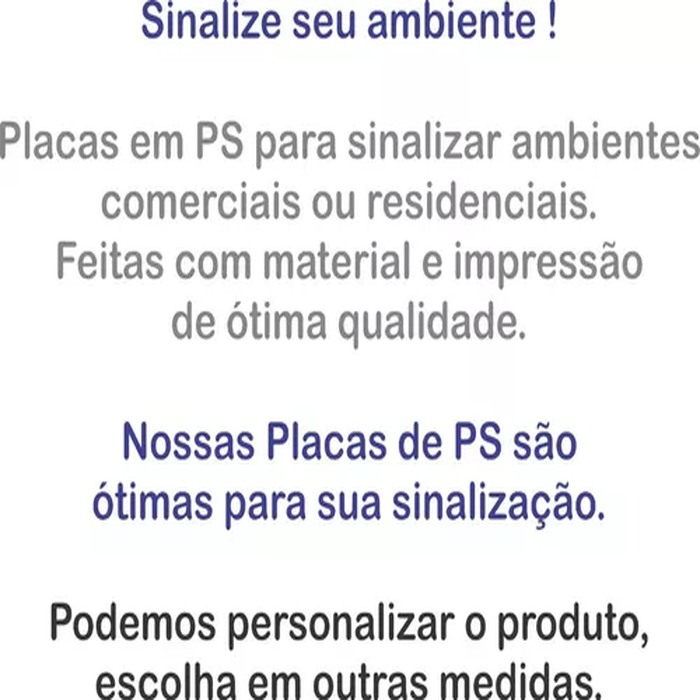 Sinalize seu ambiente !
Placas em PS para sinalizar ambientes
comerciais ou residenciais.
Feitas com material e impressão
de ótima qualidade.
Nossas Placas de PS são
ótimas para sua sinalização.
Podemos personalizar o produto,
escolha em outras medidas.